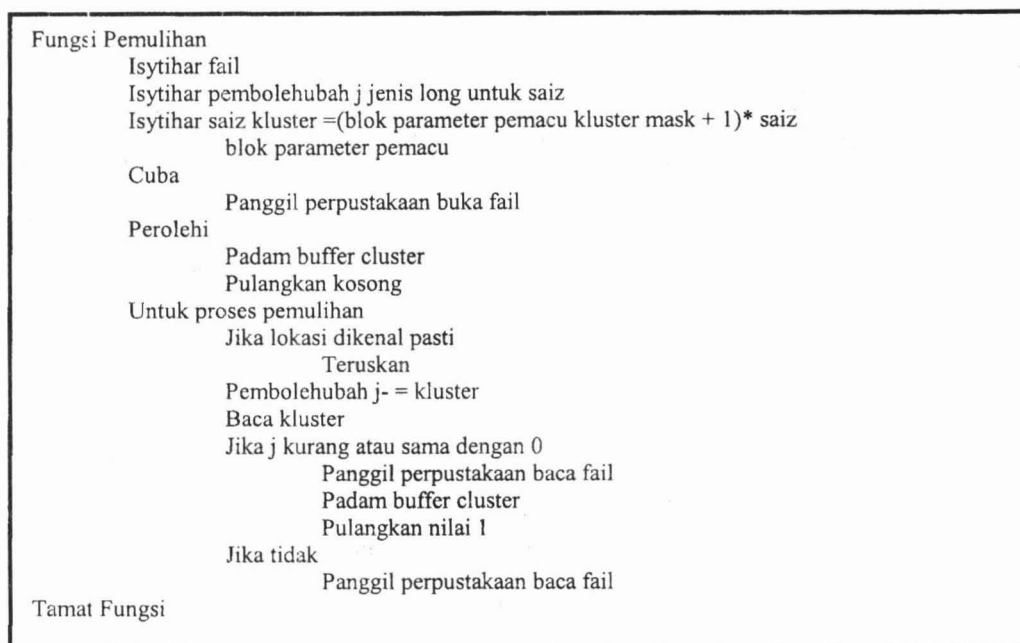 Fungsi Pemulihan
Isytihar fail
Isytihar pembolehubah j jenis long untuk saiz
Isytihar saiz kluster =(blok parameter pemacu kluster mask + 1)* saiz
blok parameter pemacu
Cuba
Panggil perpustakaan buka fail
Perolehi
Padam buffer cluster
Pulangkan kosong
Untuk proses pemulihan
Jika lokasi dikenal pasti
Teruskan
Pembolehubah j- = kluster
Baca kluster
Jika j kurang atau sama dengan 0
Panggil perpustakaan baca fail
Padam buffer cluster
Pulangkan nilai 1
Jika tidak
Panggil perpustakaan baca fail
Tamat Fungsi